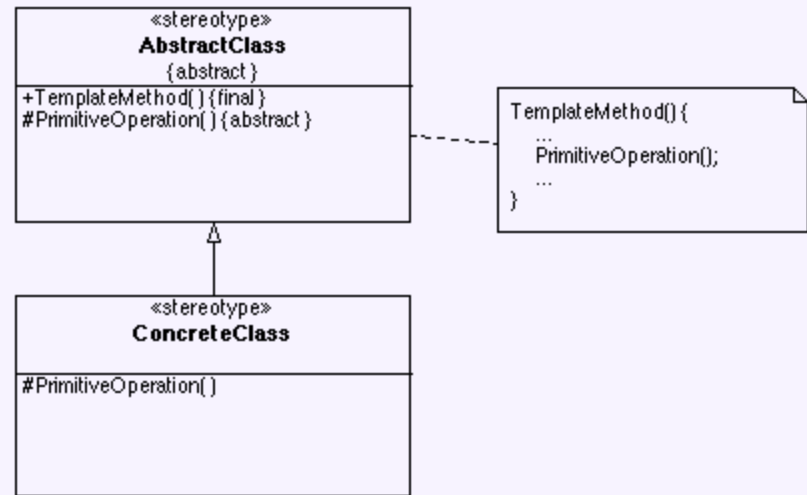 «stereotype»
AbstractClass
{abstract}
+TemplateMethod(){final}
#PrimitiveOperation(){abstract}
TemplateMethod(){
...
PrimitiveOperation();
...
}
«stereotype»
ConcreteClass
#PrimitiveOperation()